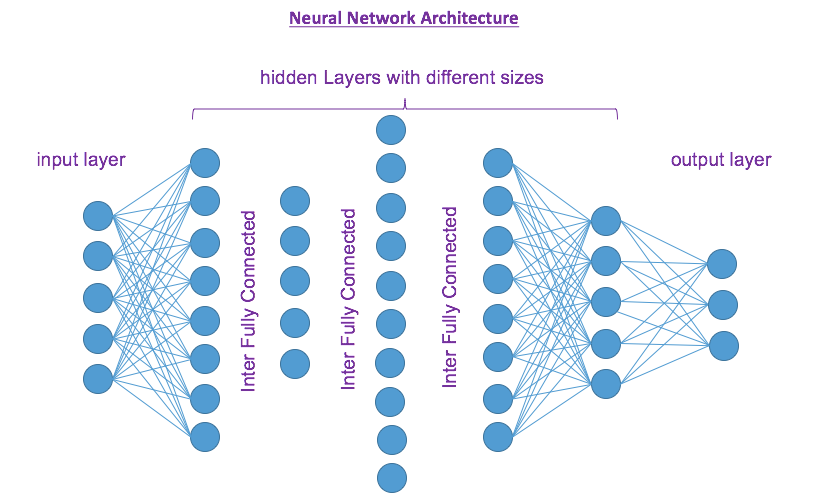 Neural Network Architecture
hidden Layers with different sizes
input layer
output layer
Inter Fully Connected
Inter Fully Connected
Inter Fully Connected